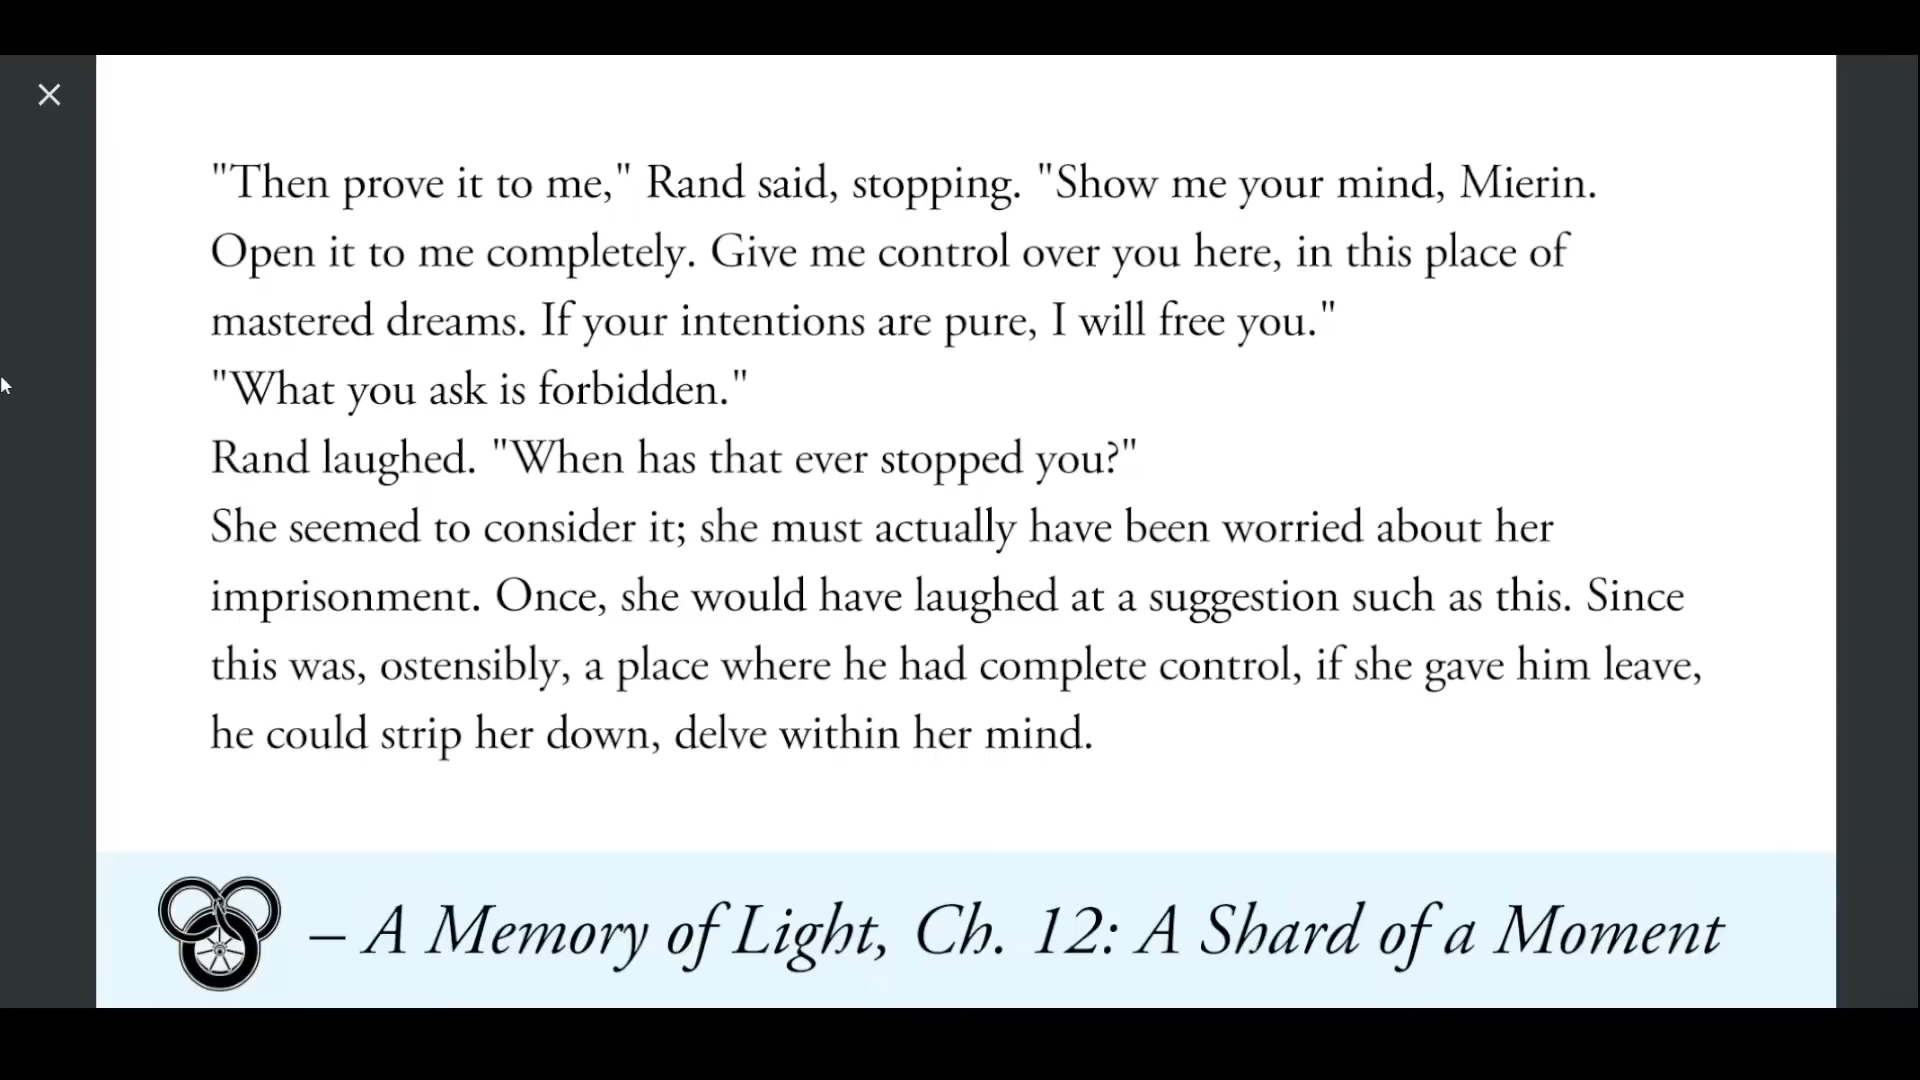 "Then prove it to me," Rand said, stopping. "Show me your mind, Mierin.
Open it to me completely. Give me control over you here, in this place of
mastered dreams. If your intentions are pure, I will free you."
"What you ask is forbidden."
Rand laughed. "When has that ever stopped you?"
She seemed to consider it; she must actually have been worried about her
imprisonment. Once, she would have laughed at a suggestion such as this. Since
this was, ostensibly, a place where he had complete control, if she gave him leave,
he could strip her down, delve within her mind.
– A Memory of Light, Ch. 12: A Shard of a Moment